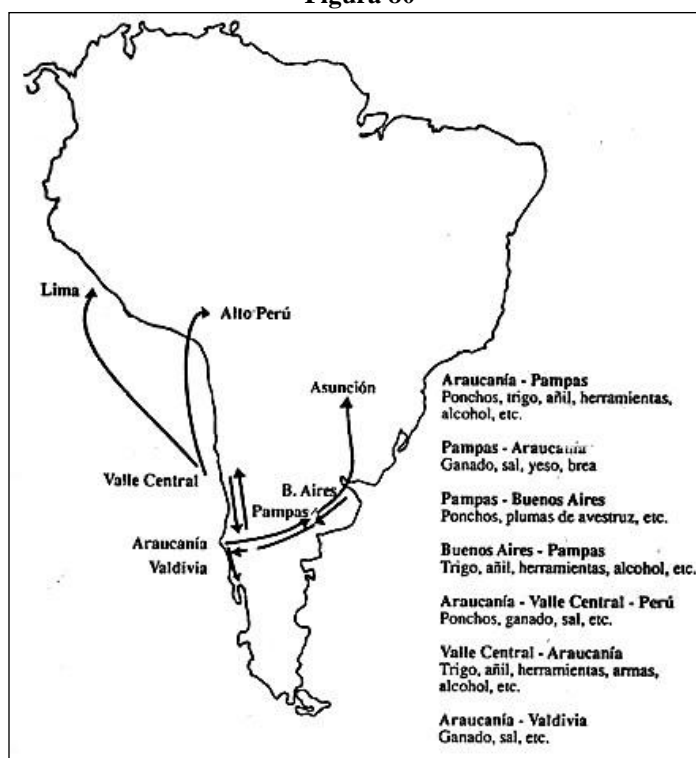 Lima
Alto Perú
Asunción
Valle Central
B. Aires
Pampas
Araucanía
Valdivia
Araucanía - Pampas
Ponchos, trigo, añil, herramientas,
alcohol, etc.
Pampas - Araucanía
Ganado, sal, yeso, brea
Pampas - Buenos Aires
Ponchos, plumas de avestruz, etc.
Buenos Aires - Pampas
Trigo, añil, herramientas, alcohol, etc.
Araucanía - Valle Central - Perú
Ponchos, ganado, sal, etc.
Valle Central - Araucanía
Trigo, añil, herramientas, armas,
alcohol, etc.
Araucanía - Valdivia
Ganado, sal, etc.